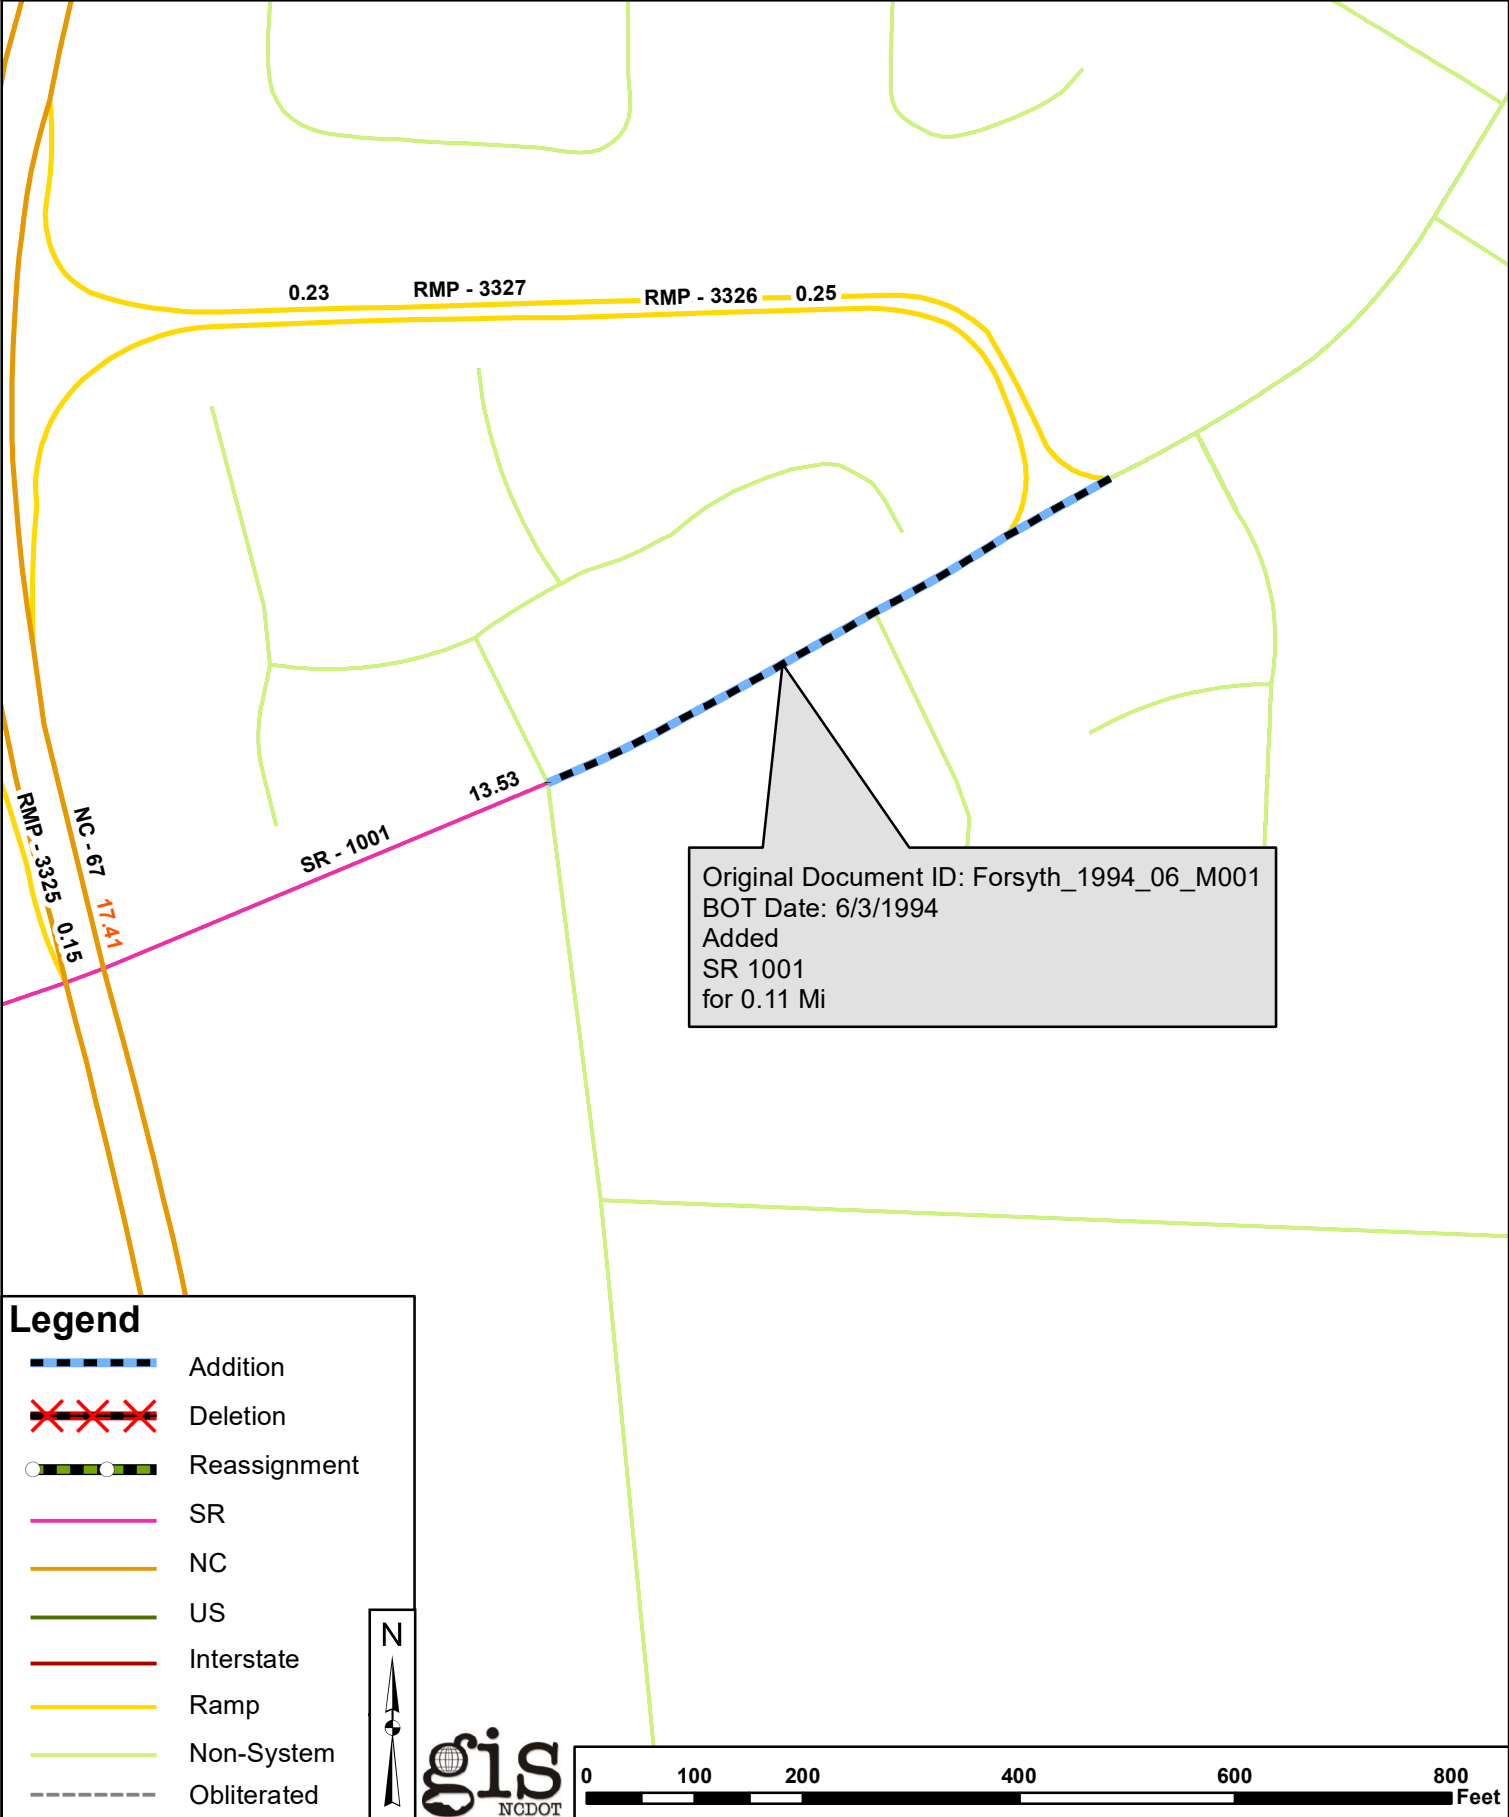 0.23
RMP - 3327
RMP - 3326
0.25
13.53
SR - 1001
RMP - 3325
0.15
NC - 67
17.41
Original Document ID: Forsyth_1994_06_M001
BOT Date: 6/3/1994
Added
SR 1001
for 0.11 Mi
Legend
Addition
Deletion
Reassignment
SR
NC
US
Interstate
Ramp
Non-System
Obliterated
N
gis
NCDOT
0 100 200 400 600 800
Feet